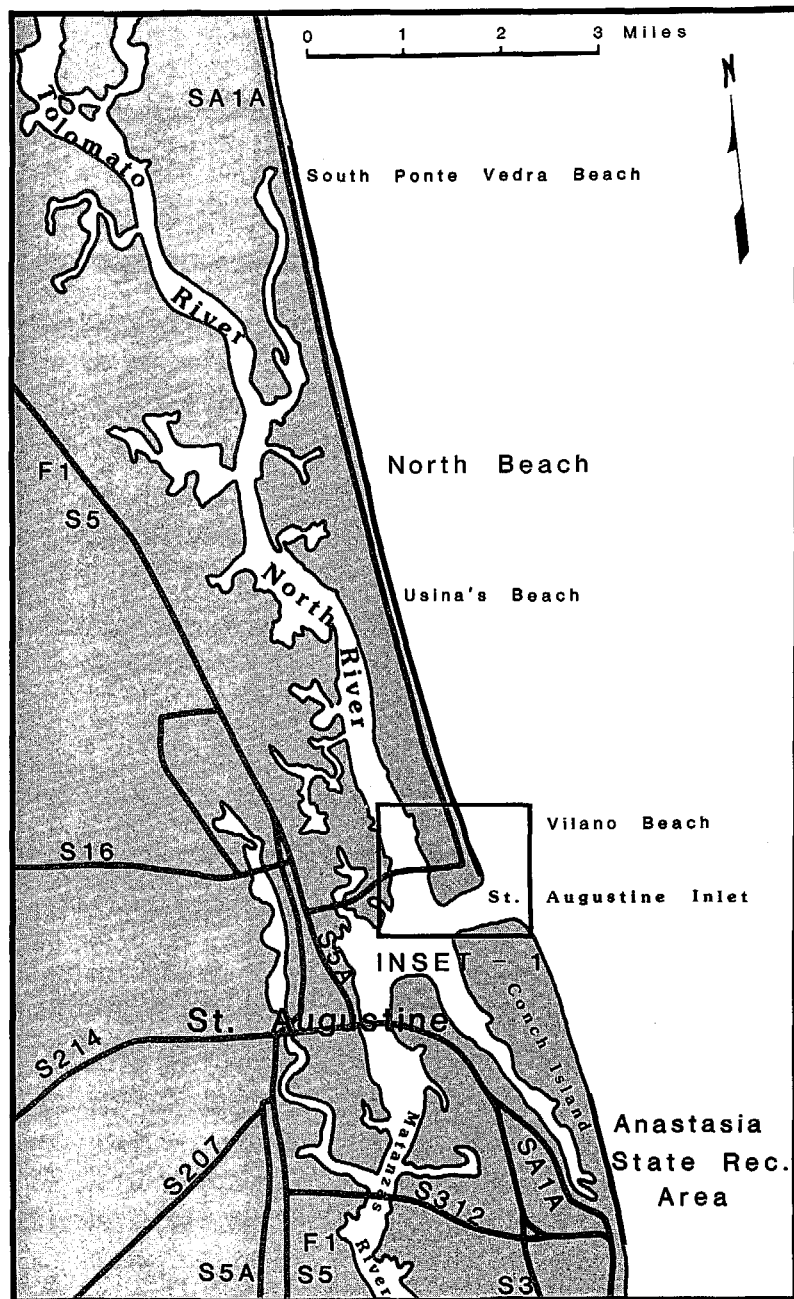 0 1 2 3 Miles
N
SA1A
Tolomato
South Ponte Vedra Beach
River
North Beach
F1
S5
Usina's Beach
North
River
Vilano Beach
S16
St. Augustine Inlet
S5A
INSET - 1
St. Augustine
Conch Island
S214
Matanzas
Anastasia
State Rec.
Area
SA1A
S207
S312
F1
S5A
S5
River
S3